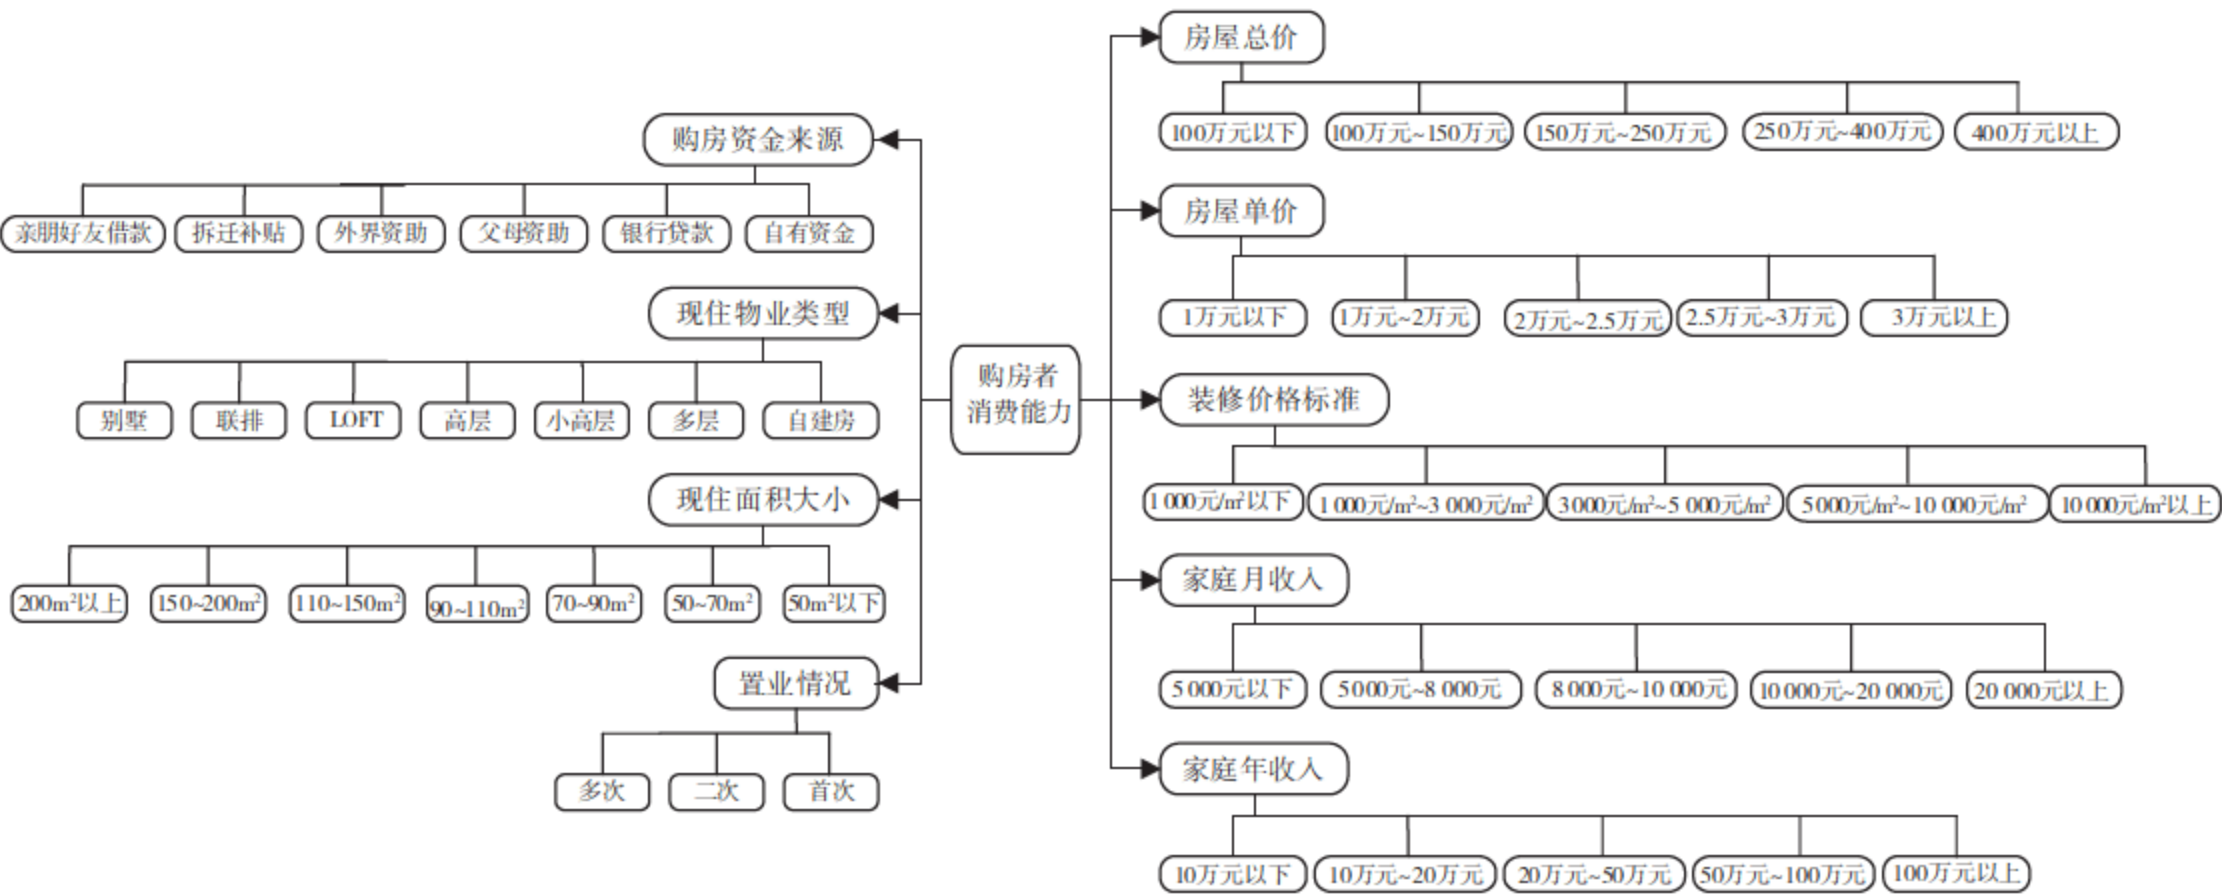 购房资金来源
亲朋好友借款
拆迁补贴
外界资助
父母资助
银行贷款
自有资金
现住物业类型
别墅
联排
LOFT
高层
小高层
多层
自建房
现住面积大小
200m²以上
150~200m²
110~150m²
90~110m²
70~90m²
50~70m²
50m²以下
置业情况
多次
二次
首次
购房者
消费能力
房屋总价
100万元以下
100万元~150万元
150万元~250万元
250万元~400万元
400万元以上
房屋单价
1万元以下
1万元~2万元
2万元~2.5万元
2.5万元~3万元
3万元以上
装修价格标准
1 000元/m²以下
1 000元/m²~3 000元/m²
3 000元/m²~5 000元/m²
5 000元/m²~10 000元/m²
10 000元/m²以上
家庭月收入
5 000元以下
5 000元~8 000元
8 000元~10 000元
10 000元~20 000元
20 000元以上
家庭年收入
10万元以下
10万元~20万元
20万元~50万元
50万元~100万元
100万元以上